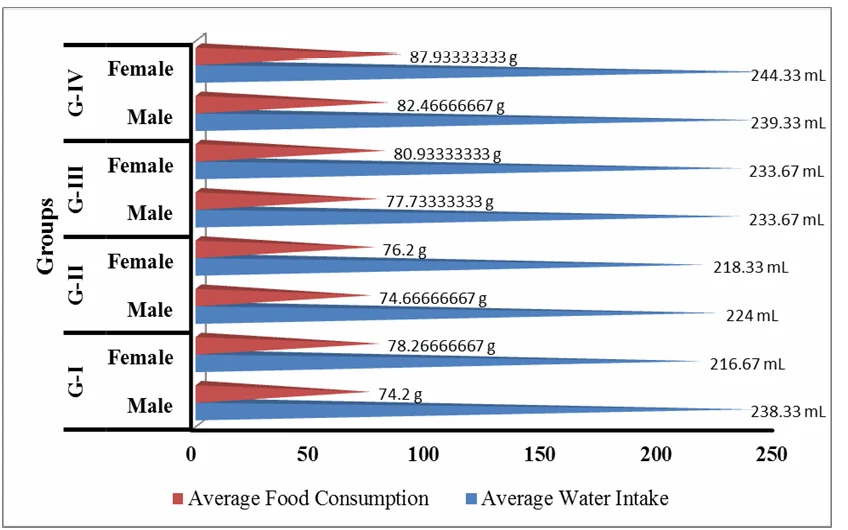 Groups
G-IV
Female
87.93333333 g
244.33 mL
Male
82.46666667 g
239.33 mL
G-III
Female
80.93333333 g
233.67 mL
Male
77.73333333 g
233.67 mL
G-II
Female
76.2 g
218.33 mL
Male
74.66666667 g
224 mL
G-I
Female
78.26666667 g
216.67 mL
Male
74.2 g
238.33 mL
0 50 100 150 200 250
Average Food Consumption Average Water Intake